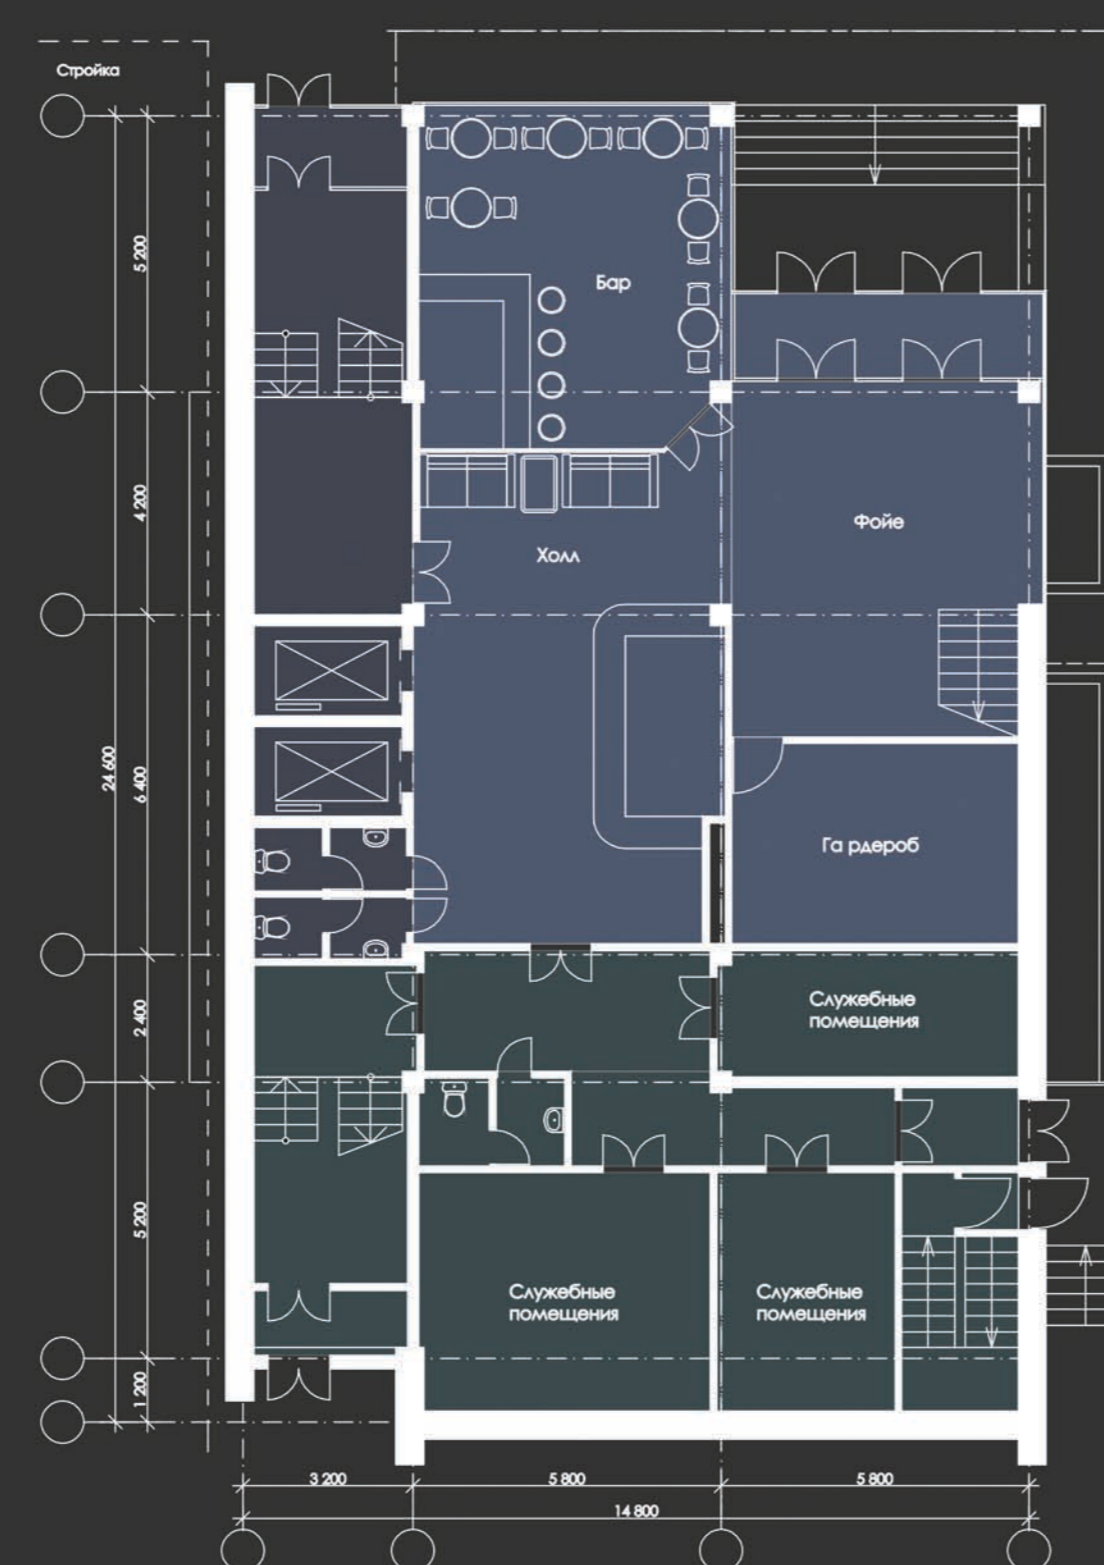 Стройка
Бар
5 200
Фойе
4 200
Холл
24 600
6 400
Га рдероб
Служебные
помещения
2 400
5 200
Служебные
помещения
Служебные
помещения
1 200
3 200
5 800
5 800
14 800